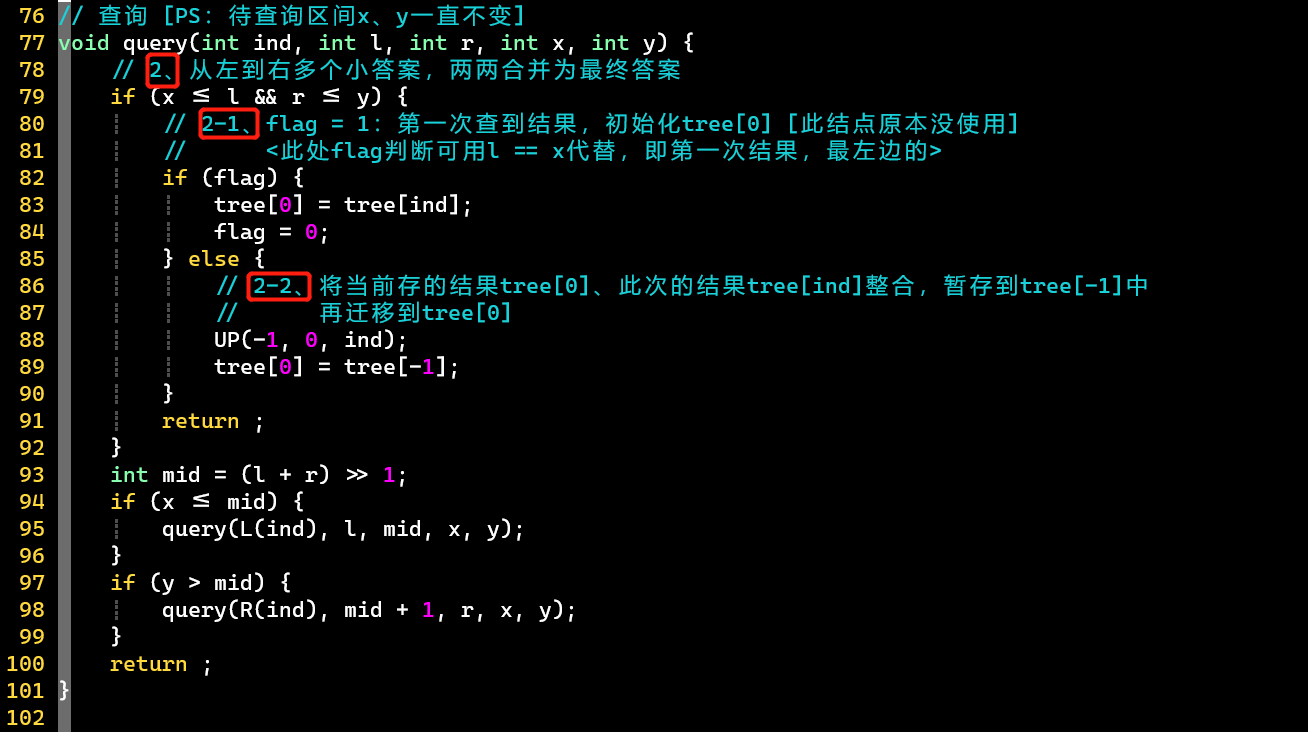 76 // 查询 [PS：待查询区间x、y一直不变]
77 void query(int ind, int l, int r, int x, int y) {
78 // 2、从左到右多个小答案，两两合并为最终答案
79 if (x ≤ l && r ≤ y) {
80 // 2-1、flag = 1：第一次查到结果，初始化tree[0] [此结点原本没使用]
81 // <此处flag判断可用l == x代替，即第一次结果，最左边的>
82 if (flag) {
83 tree[0] = tree[ind];
84 flag = 0;
85 } else {
86 // 2-2、将当前存的结果tree[0]、此次的结果tree[ind]整合，暂存到tree[-1]中
87 // 再迁移到tree[0]
88 UP(-1, 0, ind);
89 tree[0] = tree[-1];
90 }
91 return ;
92 }
93 int mid = (l + r) >> 1;
94 if (x ≤ mid) {
95 query(L(ind), l, mid, x, y);
96 }
97 if (y > mid) {
98 query(R(ind), mid + 1, r, x, y);
99 }
100 return ;
101 }
102